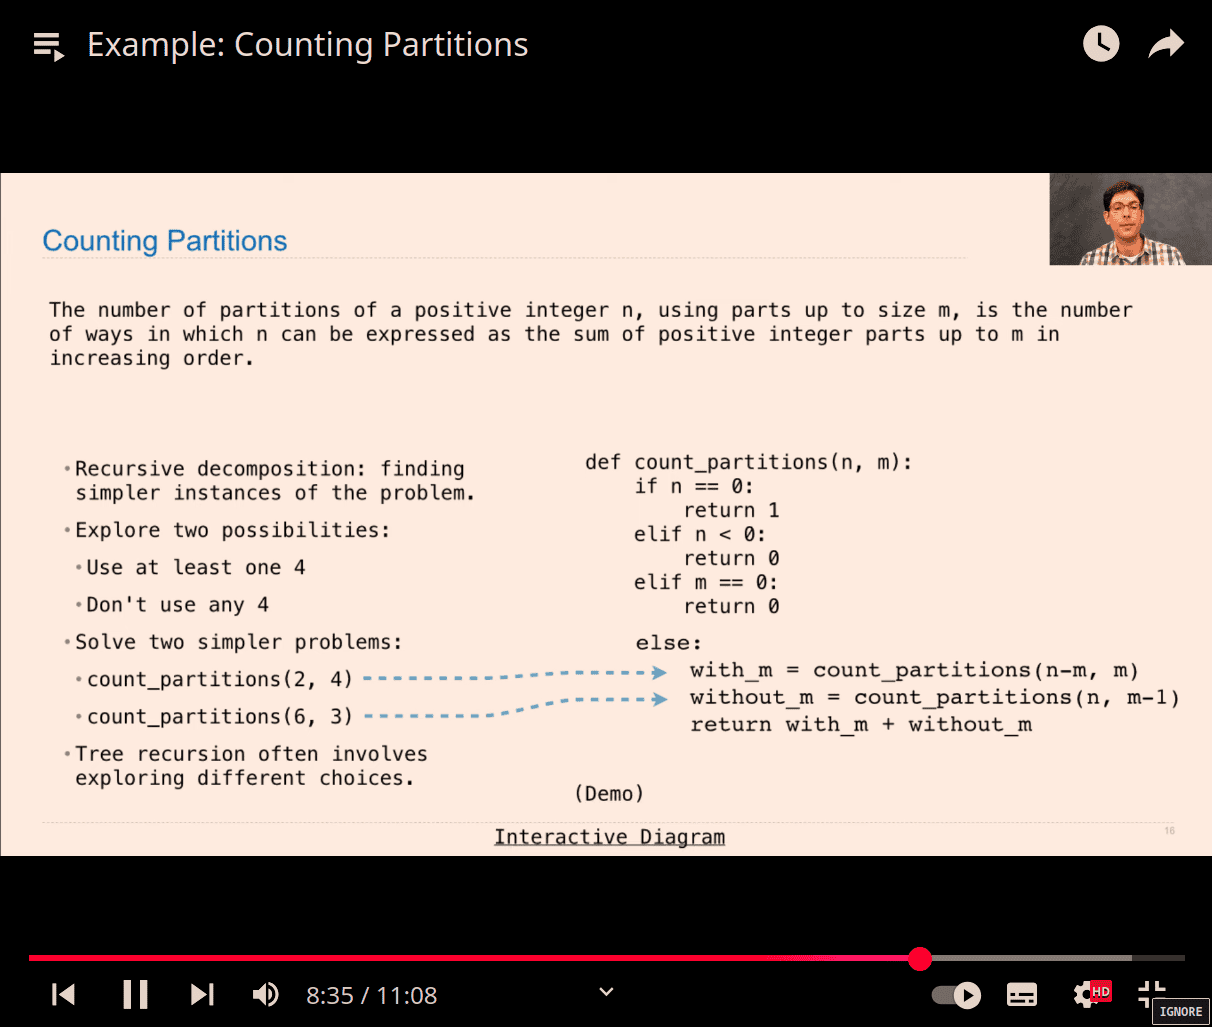 Example: Counting Partitions
Counting Partitions
The number of partitions of a positive integer n, using parts up to size m, is the number
of ways in which n can be expressed as the sum of positive integer parts up to m in
increasing order.
•Recursive decomposition: finding
simpler instances of the problem.
•Explore two possibilities:
•Use at least one 4
•Don't use any 4
•Solve two simpler problems:
•count_partitions(2, 4)
•count_partitions(6, 3)
•Tree recursion often involves
exploring different choices.
def count_partitions(n, m):
if n == 0:
return 1
elif n < 0:
return 0
elif m == 0:
return 0
else:
with_m = count_partitions(n-m, m)
without_m = count_partitions(n, m-1)
return with_m + without_m
(Demo)
Interactive Diagram
16
8:35 / 11:08
HD
IGNORE